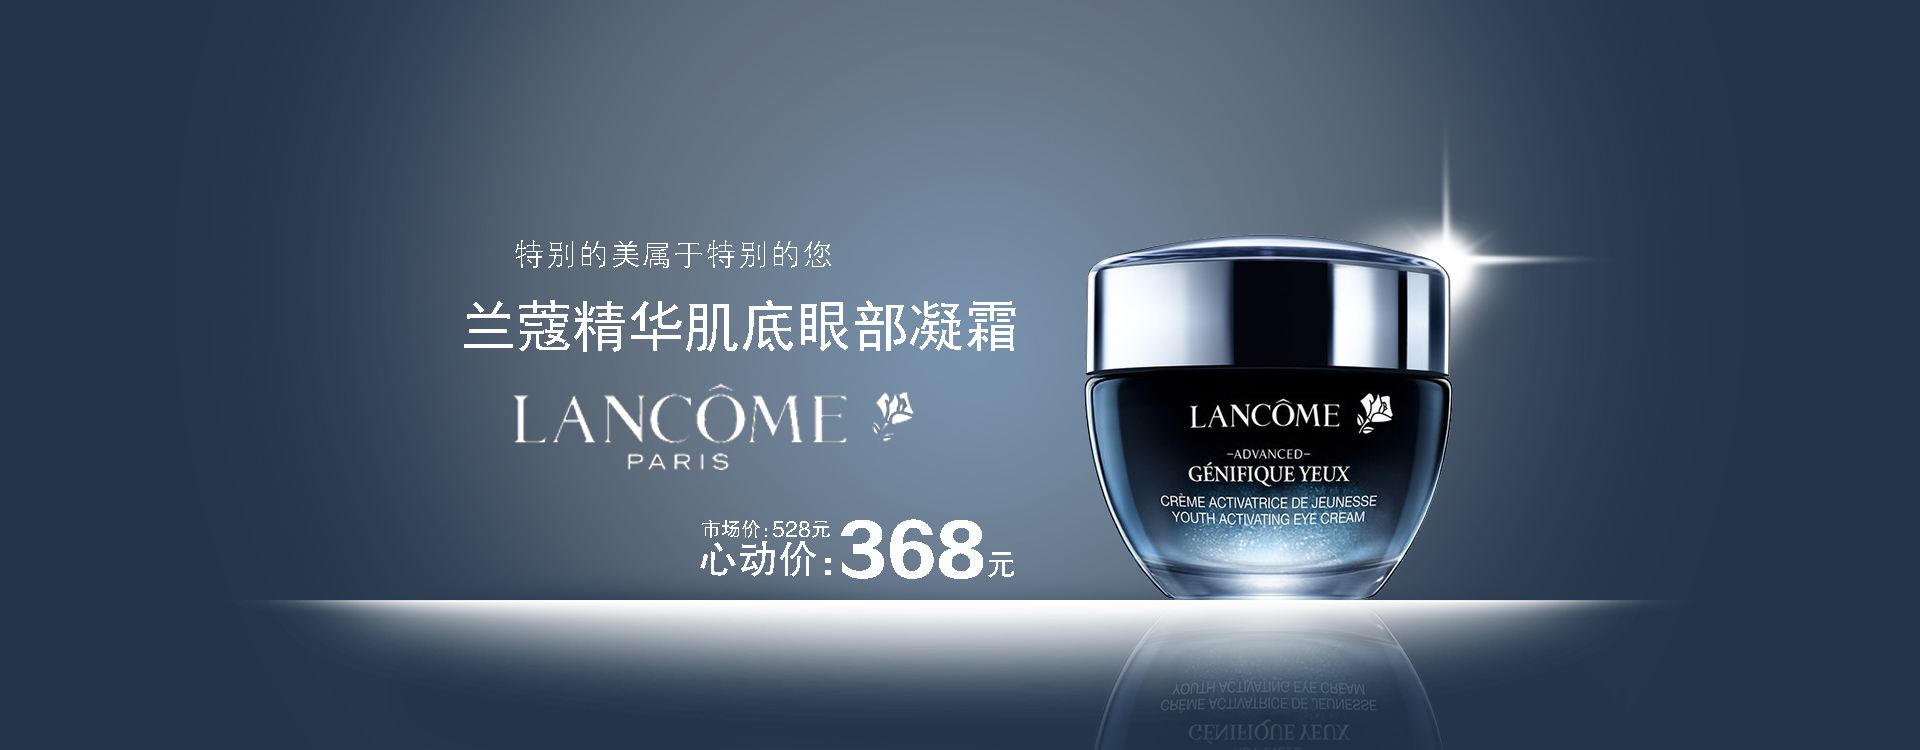 特别的美属于特别的您
兰蔻精华肌底眼部凝霜
LANCÔME
PARIS
市场价:528元
心动价:368元
LANCÔME
-ADVANCED-
GÉNIFIQUE YEUX
CRÈME ACTIVATRICE DE JEUNESSE
YOUTH ACTIVATING EYE CREAM